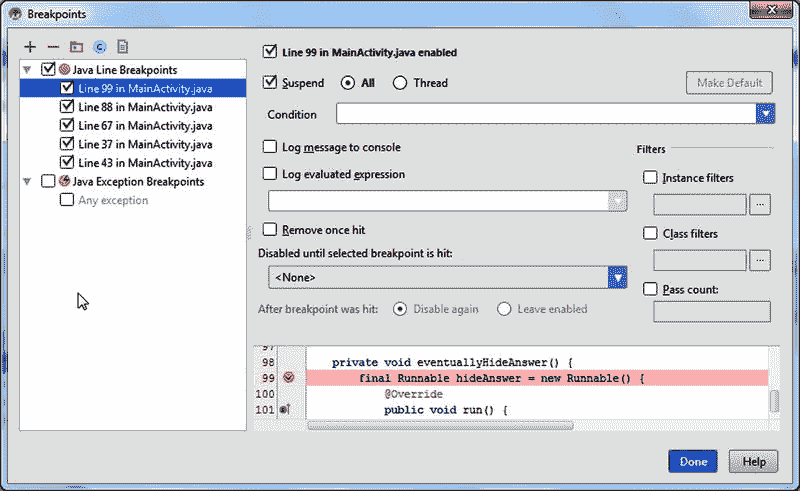 Breakpoints
Java Line Breakpoints
Line 99 in MainActivity.java
Line 88 in MainActivity.java
Line 67 in MainActivity.java
Line 37 in MainActivity.java
Line 43 in MainActivity.java
Java Exception Breakpoints
Any exception
Line 99 in MainActivity.java enabled
Suspend All Thread Make Default
Condition
Log message to console
Log evaluated expression
Remove once hit
Disabled until selected breakpoint is hit:
<None>
After breakpoint was hit: Disable again Leave enabled
Filters
Instance filters
...
Class filters
...
Pass count:
97
98 private void eventuallyHideAnswer() {
99 final Runnable hideAnswer = new Runnable() {
100 @Override
101 public void run() {
Done Help